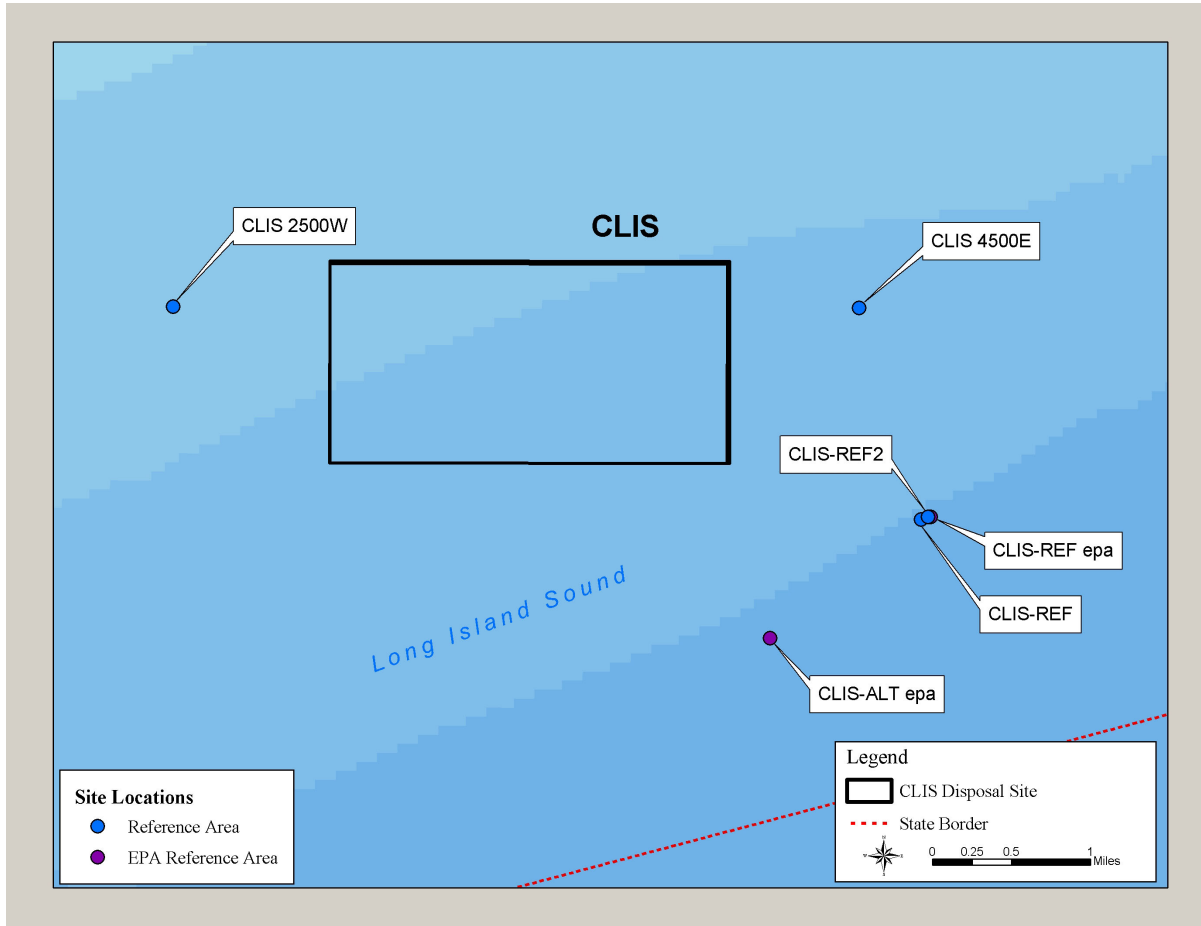 CLIS 2500W
CLIS
CLIS 4500E
CLIS-REF2
CLIS-REF epa
CLIS-REF
Long Island Sound
CLIS-ALT epa
Site Locations
Reference Area
EPA Reference Area
Legend
CLIS Disposal Site
State Border
N
W E
S
0 0.25 0.5 1
Miles